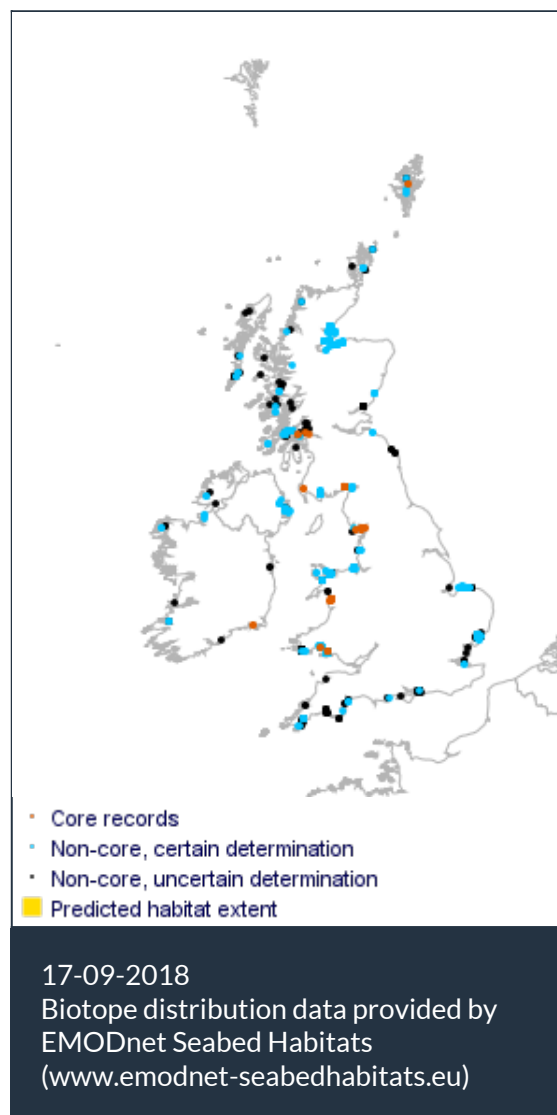 Core records
Non-core, certain determination
Non-core, uncertain determination
Predicted habitat extent
17-09-2018
Biotope distribution data provided by
EMODnet Seabed Habitats
(www.emodnet-seabedhabitats.eu)